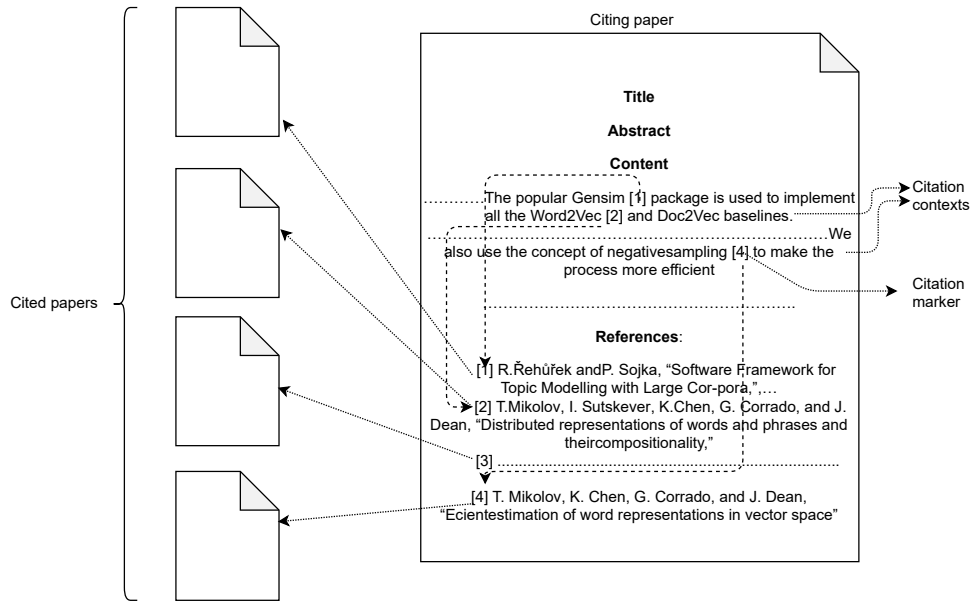 Citing paper
Title
Abstract
Content
The popular Gensim [1] package is used to implement
all the Word2Vec [2] and Doc2Vec baselines.
We
also use the concept of negativesampling [4] to make the
process more efficient
References:
[1] R.Řehůřek andP. Sojka, “Software Framework for
Topic Modelling with Large Cor-pora,”,…
[2] T.Mikolov, I. Sutskever, K.Chen, G. Corrado, and J.
Dean, “Distributed representations of words and phrases and
theircompositionality,”
[3]
[4] T. Mikolov, K. Chen, G. Corrado, and J. Dean,
“Ecientestimation of word representations in vector space”
Cited papers
Citation
contexts
Citation
marker